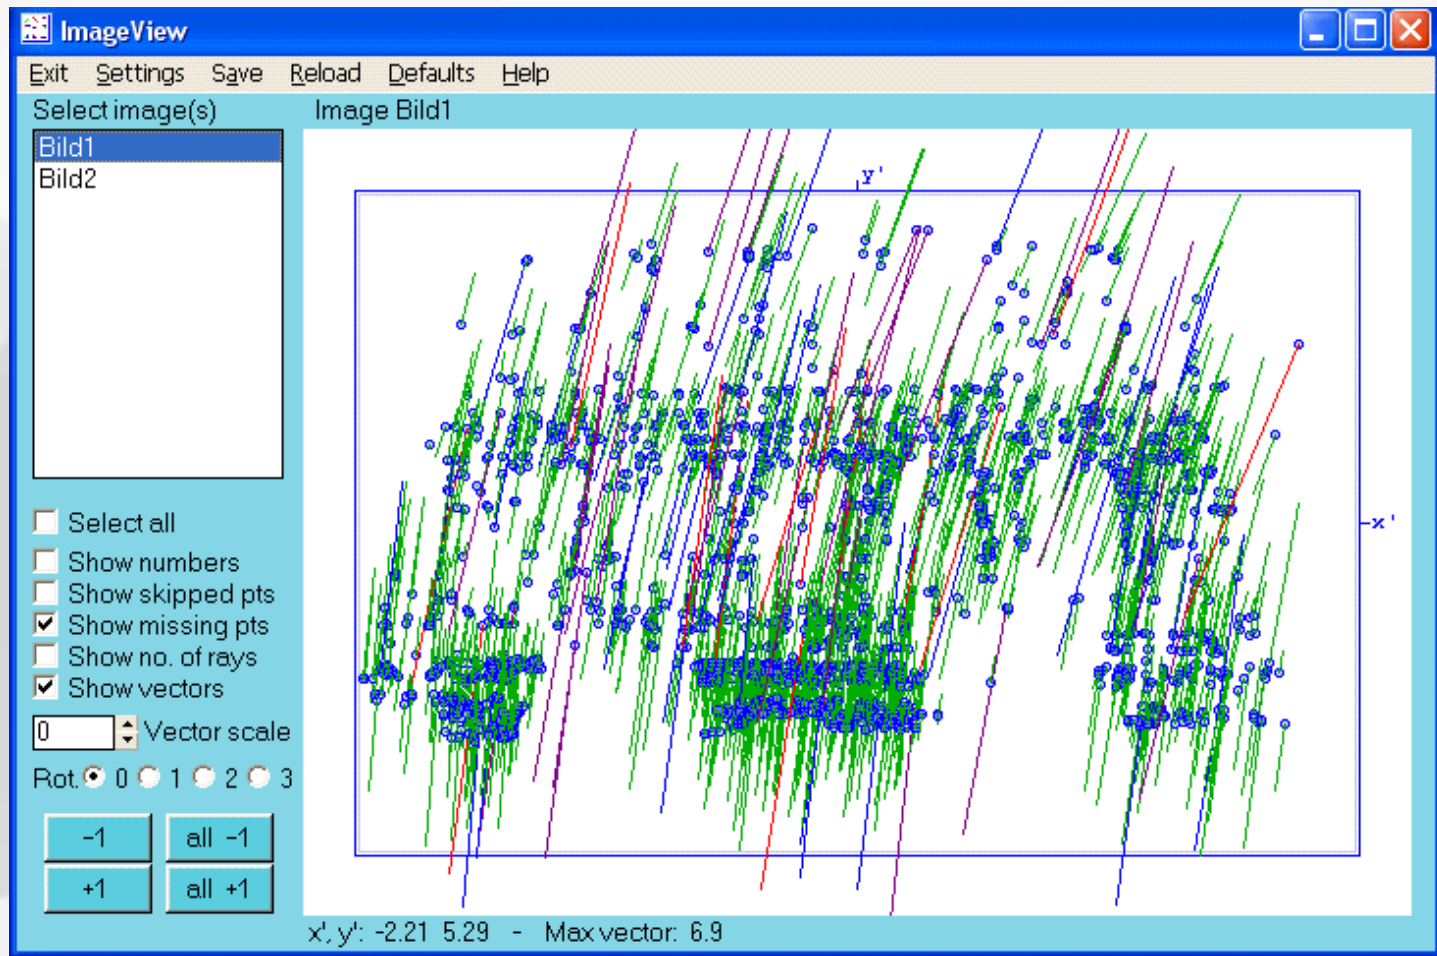 ImageView
Exit Settings Save Reload Defaults Help
Select image(s)
Image Bild1
Bild1
Bild2
y'
x'
Select all
Show numbers
Show skipped pts
Show missing pts
Show no. of rays
Show vectors
0 Vector scale
Rot. 0 1 2 3
-1 all -1
+1 all +1
x', y': -2.21 5.29 - Max vector: 6.9